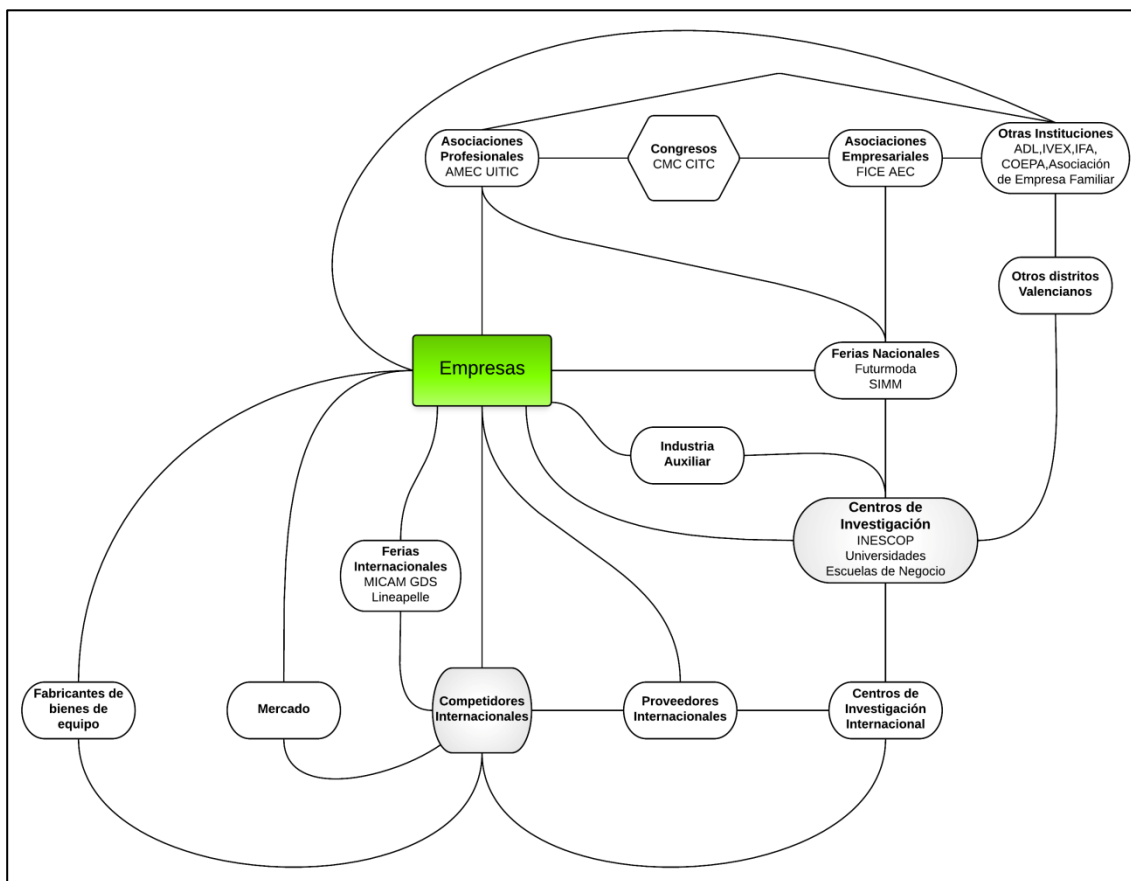 Asociaciones
Profesionales
AMEC UITIC
Congresos
CMC CITC
Asociaciones
Empresariales
FICE AEC
Otras Instituciones
ADL,IVEX,IFA,
COEPA,Asociación
de Empresa Familiar
Otros distritos
Valencianos
Empresas
Ferias Nacionales
Futurmoda
SIMM
Industria
Auxiliar
Centros de
Investigación
INESCOP
Universidades
Escuelas de Negocio
Ferias
Internacionales
MICAM GDS
Lineapelle
Fabricantes de
bienes de
equipo
Mercado
Competidores
Internacionales
Proveedores
Internacionales
Centros de
Investigación
Internacional